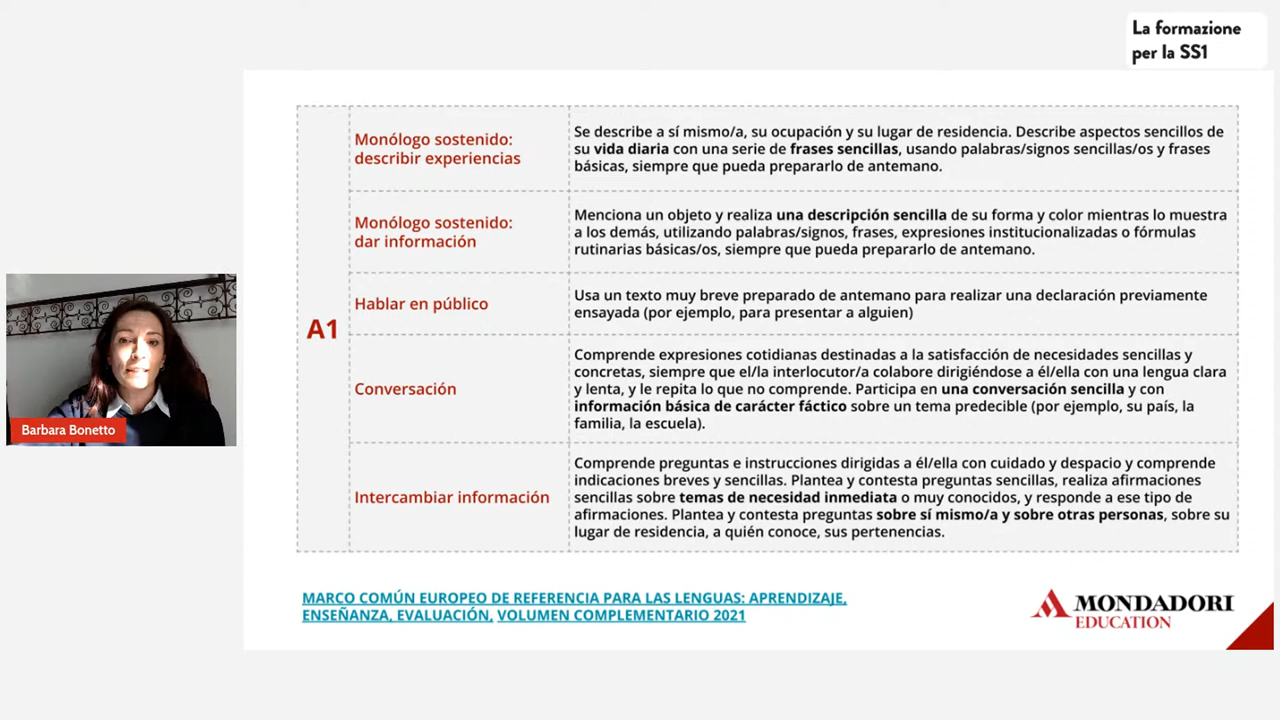 La formazione
per la SS1
A1
Monólogo sostenido:
describir experiencias
Se describe a sí mismo/a, su ocupación y su lugar de residencia. Describe aspectos sencillos de
su vida diaria con una serie de frases sencillas, usando palabras/signos sencillas/os y frases
básicas, siempre que pueda prepararlo de antemano.
Monólogo sostenido:
dar información
Menciona un objeto y realiza una descripción sencilla de su forma y color mientras lo muestra
a los demás, utilizando palabras/signos, frases, expresiones institucionalizadas o fórmulas
rutinarias básicas/os, siempre que pueda prepararlo de antemano.
Hablar en público
Usa un texto muy breve preparado de antemano para realizar una declaración previamente
ensayada (por ejemplo, para presentar a alguien)
Conversación
Comprende expresiones cotidianas destinadas a la satisfacción de necesidades sencillas y
concretas, siempre que el/la interlocutor/a colabore dirigiéndose a él/ella con una lengua clara
y lenta, y le repita lo que no comprende. Participa en una conversación sencilla y con
información básica de carácter fáctico sobre un tema predecible (por ejemplo, su país, la
familia, la escuela).
Intercambiar información
Comprende preguntas e instrucciones dirigidas a él/ella con cuidado y despacio y comprende
indicaciones breves y sencillas. Plantea y contesta preguntas sencillas, realiza afirmaciones
sencillas sobre temas de necesidad inmediata o muy conocidos, y responde a ese tipo de
afirmaciones. Plantea y contesta preguntas sobre sí mismo/a y sobre otras personas, sobre su
lugar de residencia, a quién conoce, sus pertenencias.
Barbara Bonetto
MARCO COMÚN EUROPEO DE REFERENCIA PARA LAS LENGUAS: APRENDIZAJE,
ENSEÑANZA, EVALUACIÓN, VOLUMEN COMPLEMENTARIO 2021
MONDADORI
EDUCATION